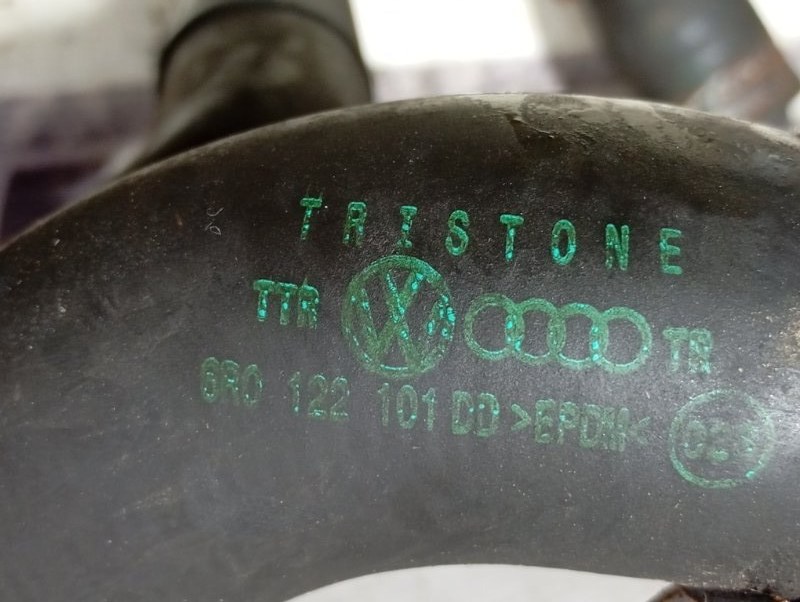 TRISTONE
TTR TR
6R0 122 101 DD >EPDM<